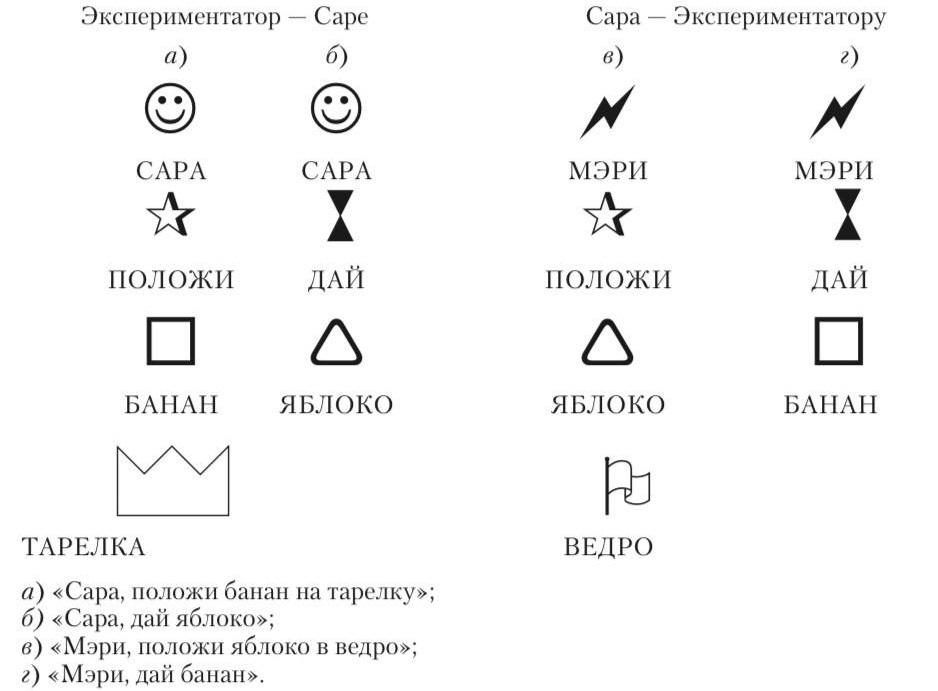 Экспериментатор — Саре Сара — Экспериментатору
а) б) в) г)
САРА САРА МЭРИ МЭРИ
ПОЛОЖИ ДАЙ ПОЛОЖИ ДАЙ
БАНАН ЯБЛОКО ЯБЛОКО БАНАН
ТАРЕЛКА ВЕДРО
а) «Сара, положи банан на тарелку»;
б) «Сара, дай яблоко»;
в) «Мэри, положи яблоко в ведро»;
г) «Мэри, дай банан».